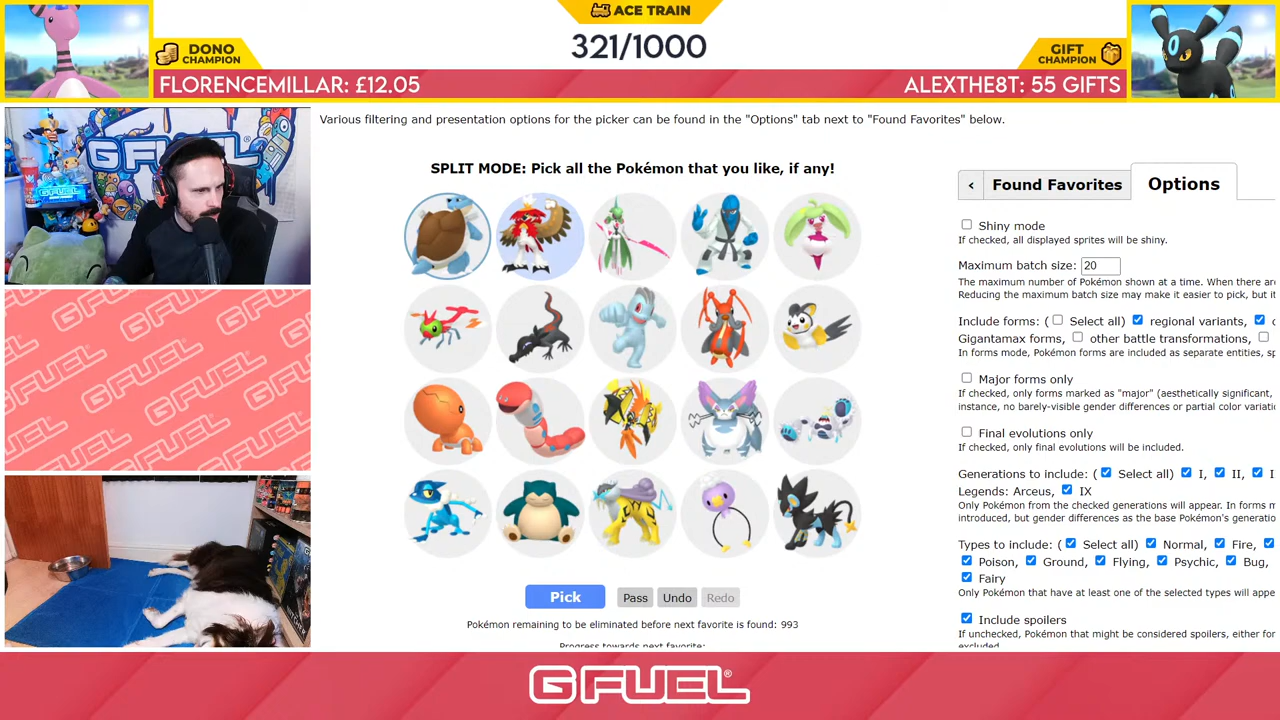 ACE TRAIN
321/1000
DONO
CHAMPION
GIFT
CHAMPION
FLORENCEMILLAR: £12.05
ALEXTHE8T: 55 GIFTS
Various filtering and presentation options for the picker can be found in the "Options" tab next to "Found Favorites" below.
SPLIT MODE: Pick all the Pokémon that you like, if any!
‹ Found Favorites Options
Shiny mode
If checked, all displayed sprites will be shiny.
Maximum batch size: 20
The maximum number of Pokémon shown at a time. When there are
Reducing the maximum batch size may make it easier to pick, but it
Include forms: ( Select all) regional variants,
Gigantamax forms, other battle transformations,
In forms mode, Pokémon forms are included as separate entities, sp
Major forms only
If checked, only forms marked as "major" (aesthetically significant,
instance, no barely-visible gender differences or partial color variatio
Final evolutions only
If checked, only final evolutions will be included.
Generations to include: ( Select all) I, II, I
Legends: Arceus, IX
Only Pokémon from the checked generations will appear. In forms m
introduced, but gender differences as the base Pokémon's generatio
Types to include: ( Select all) Normal, Fire,
Poison, Ground, Flying, Psychic, Bug,
Fairy
Only Pokémon that have at least one of the selected types will appe
Include spoilers
If unchecked, Pokémon that might be considered spoilers, either for
excluded.
Pick Pass Undo Redo
Pokémon remaining to be eliminated before next favorite is found: 993
Progress towards next favorite:
G FUEL
G FUEL
G FUEL®